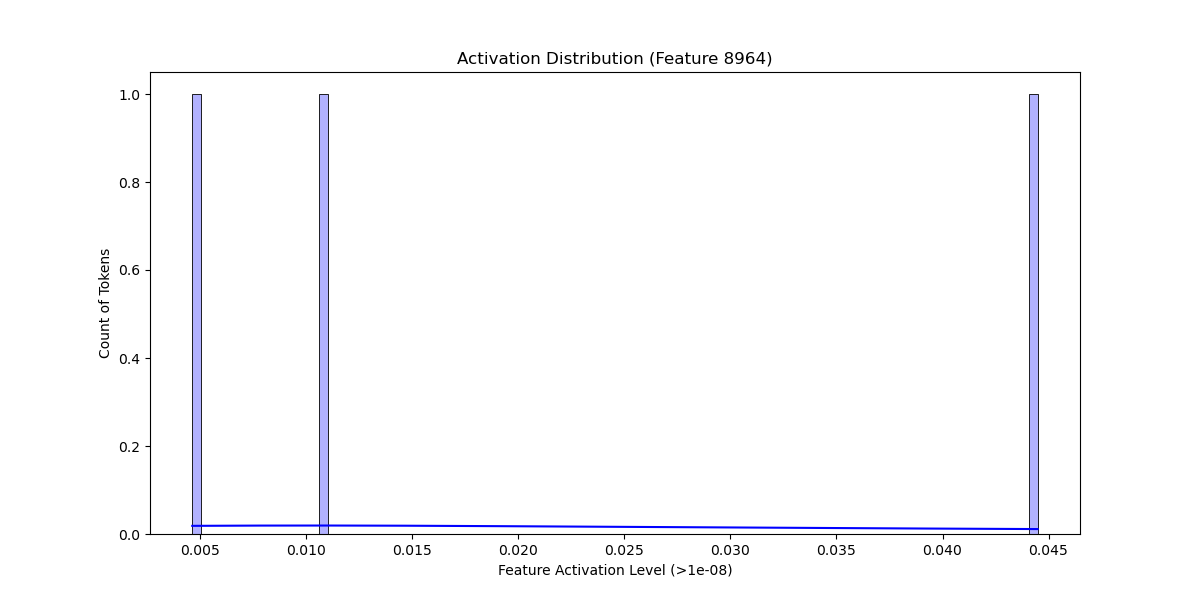 Activation Distribution (Feature 8964)
Count of Tokens
1.0
0.8
0.6
0.4
0.2
0.0
0.005 0.010 0.015 0.020 0.025 0.030 0.035 0.040 0.045
Feature Activation Level (>1e-08)